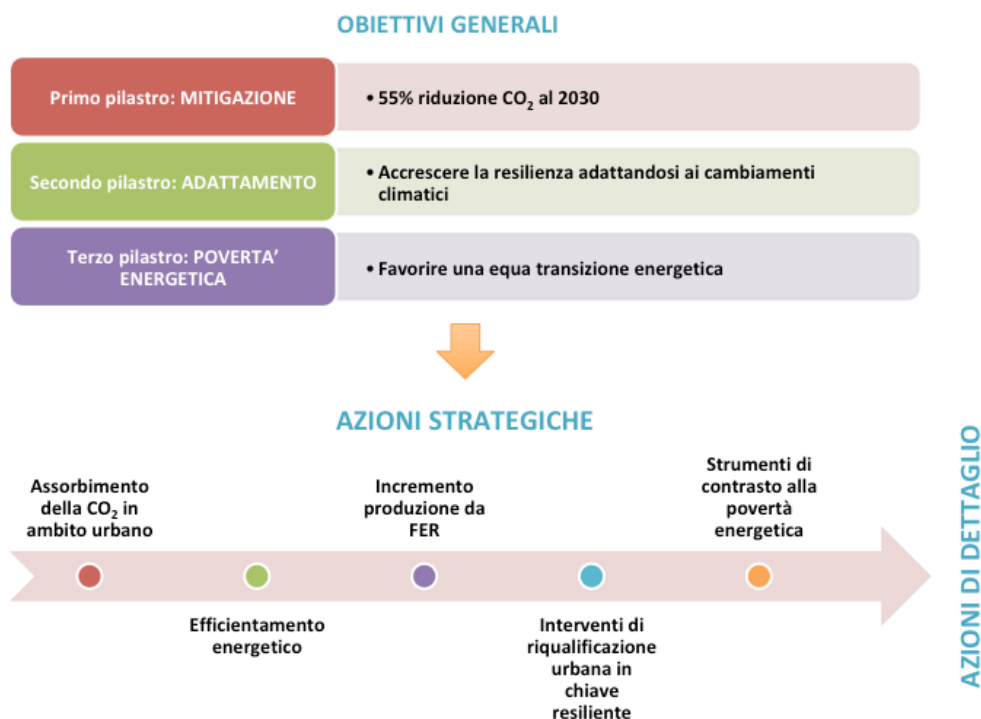 OBIETTIVI GENERALI
Primo pilastro: MITIGAZIONE
• 55% riduzione CO₂ al 2030
Secondo pilastro: ADATTAMENTO
• Accrescere la resilienza adattandosi ai cambiamenti
climatici
Terzo pilastro: POVERTA’
ENERGETICA
• Favorire una equa transizione energetica
AZIONI STRATEGICHE
Assorbimento
della CO₂ in
ambito urbano
Efficientamento
energetico
Incremento
produzione da
FER
Interventi di
riqualificazione
urbana in
chiave
resiliente
Strumenti di
contrasto alla
povertà
energetica
AZIONI DI DETTAGLIO